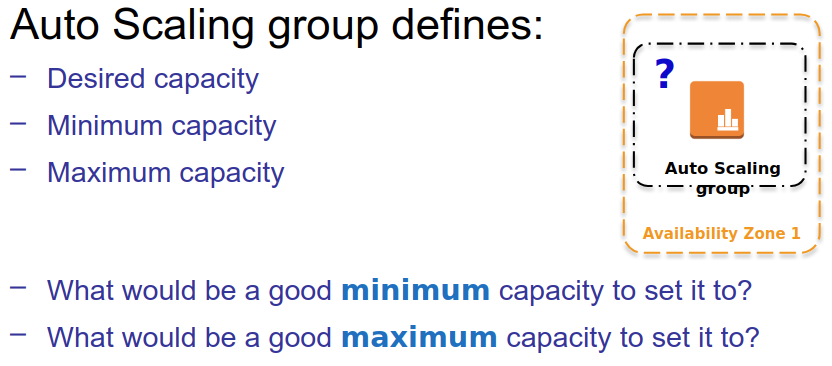 Auto Scaling group defines:
– Desired capacity
– Minimum capacity
– Maximum capacity
?
Auto Scaling
group
Availability Zone 1
– What would be a good minimum capacity to set it to?
– What would be a good maximum capacity to set it to?